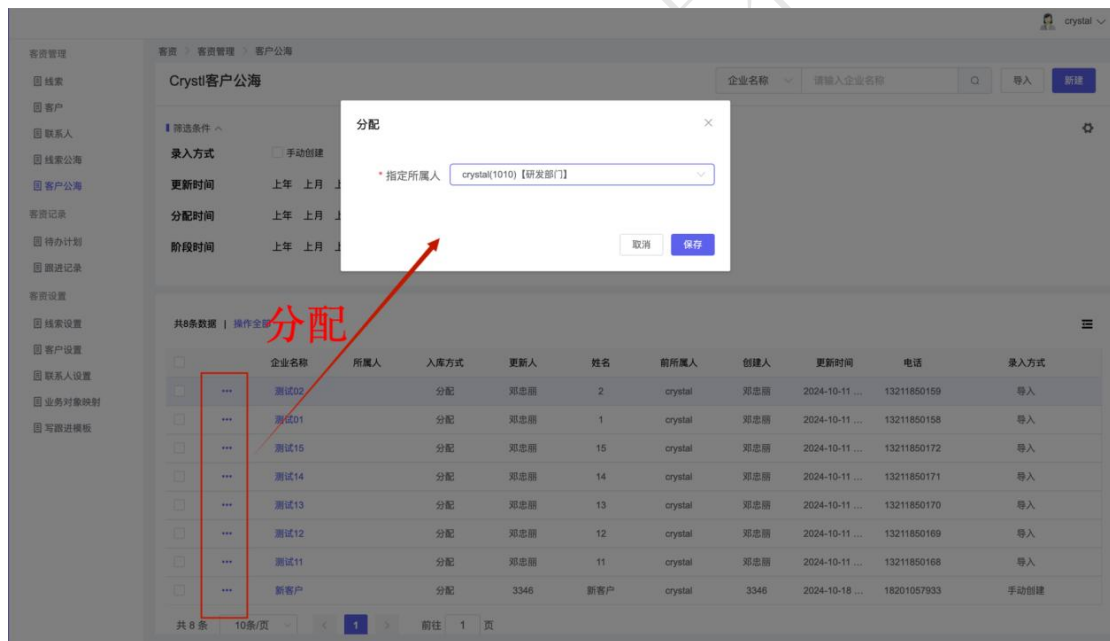 crystal
客资管理
线索
客户
联系人
线索公海
客户公海
客资记录
待办计划
跟进记录
客资设置
线索设置
客户设置
联系人设置
业务对象映射
写跟进模板
客资 客资管理 客户公海
Crystl客户公海
企业名称 请输入企业名称 导入 新建
筛选条件
录入方式 手动创建
更新时间 上年 上月
分配时间 上年 上月
阶段时间 上年 上月
分配
* 指定所属人 crystal(1010)【研发部门】
取消 保存
分配
共8条数据 | 操作全部
企业名称 所属人 入库方式 更新人 姓名 前所属人 创建人 更新时间 电话 录入方式
... 测试02 分配 邓忠丽 2 crystal 邓忠丽 2024-10-11 ... 13211850159 导入
... 测试01 分配 邓忠丽 1 crystal 邓忠丽 2024-10-11 ... 13211850158 导入
... 测试15 分配 邓忠丽 15 crystal 邓忠丽 2024-10-11 ... 13211850172 导入
... 测试14 分配 邓忠丽 14 crystal 邓忠丽 2024-10-11 ... 13211850171 导入
... 测试13 分配 邓忠丽 13 crystal 邓忠丽 2024-10-11 ... 13211850170 导入
... 测试12 分配 邓忠丽 12 crystal 邓忠丽 2024-10-11 ... 13211850169 导入
... 测试11 分配 邓忠丽 11 crystal 邓忠丽 2024-10-11 ... 13211850168 导入
... 新客户 分配 3346 新客户 crystal 3346 2024-10-18 ... 18201057933 手动创建
共 8 条 10条/页 < 1 > 前往 1 页